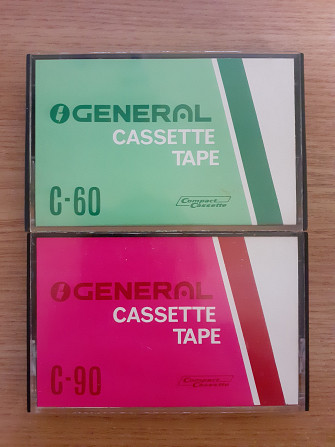 GENERAL
CASSETTE
TAPE
C-60
Compact
Cassette
GENERAL
CASSETTE
TAPE
C-90
Compact
Cassette